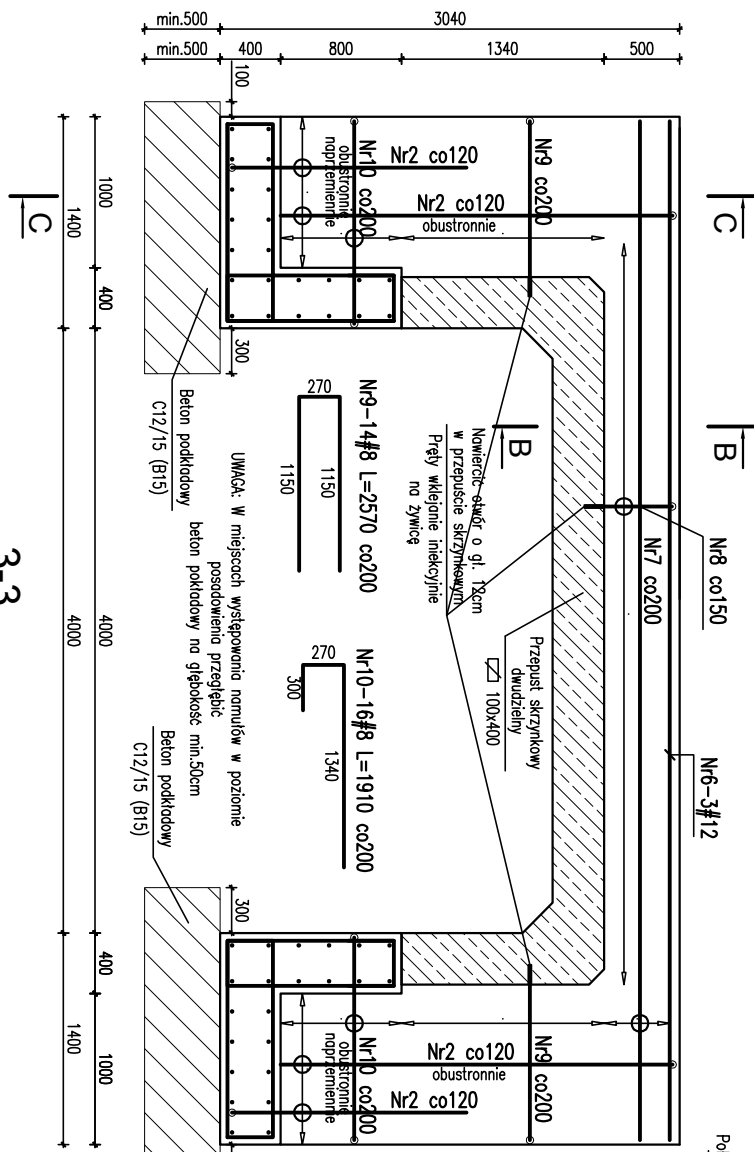 min.500
3040
min.500
400
800
1340
500
100
Nr10 co200
obustronnie
naprzemiennie
Nr2 co120
Nr2 co120
obustronnie
Nr9 co200
C
C
1000
1400
400
300
Beton podkładowy
C12/15 (B15)
B
B
Nr9-14#8 L=2570 co200
270
1150
1150
Nawiercić otwór o gł. 12cm
w przepuście skrzynkowym
Pręty wklejanie iniekcyjnie
na żywicę
Nr8 co150
Nr7 co200
Przepust skrzynkowy
dwudzielny
100x400
Nr6-3#12
Nr10-16#8 L=1910 co200
270
300
1340
UWAGA: W miejscach występowania namułów w poziomie
posadowienia przegłębić
beton pokładowy na głębokość min.50cm
3-3
4000
4000
Beton podkładowy
C12/15 (B15)
300
400
1400
1000
Nr10 co200
obustronnie
naprzemiennie
Nr2 co120
obustronnie
Nr2 co120
Nr9 co200